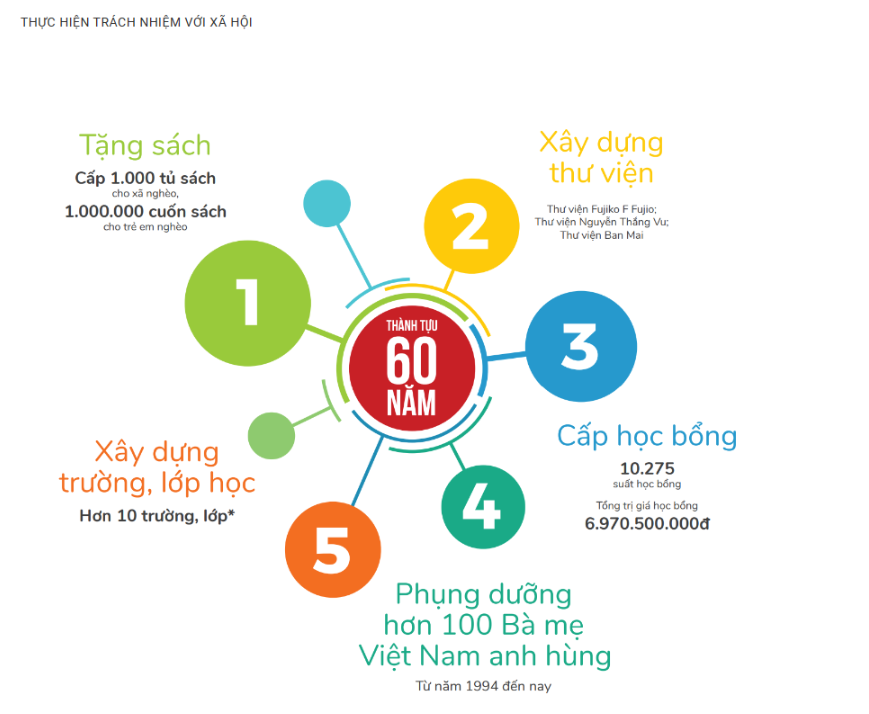 THỰC HIỆN TRÁCH NHIỆM VỚI XÃ HỘI
Tặng sách
Cấp 1.000 tủ sách
cho xã nghèo,
1.000.000 cuốn sách
cho trẻ em nghèo
1
Xây dựng
thư viện
Thư viện Fujiko F Fujio;
Thư viện Nguyễn Thắng Vu;
Thư viện Ban Mai
2
THÀNH TỰU
60
NĂM
3
Cấp học bổng
10.275
suất học bổng
Tổng trị giá học bổng
6.970.500.000đ
4
Phụng dưỡng
hơn 100 Bà mẹ
Việt Nam anh hùng
Từ năm 1994 đến nay
Xây dựng
trường, lớp học
Hơn 10 trường, lớp*
5